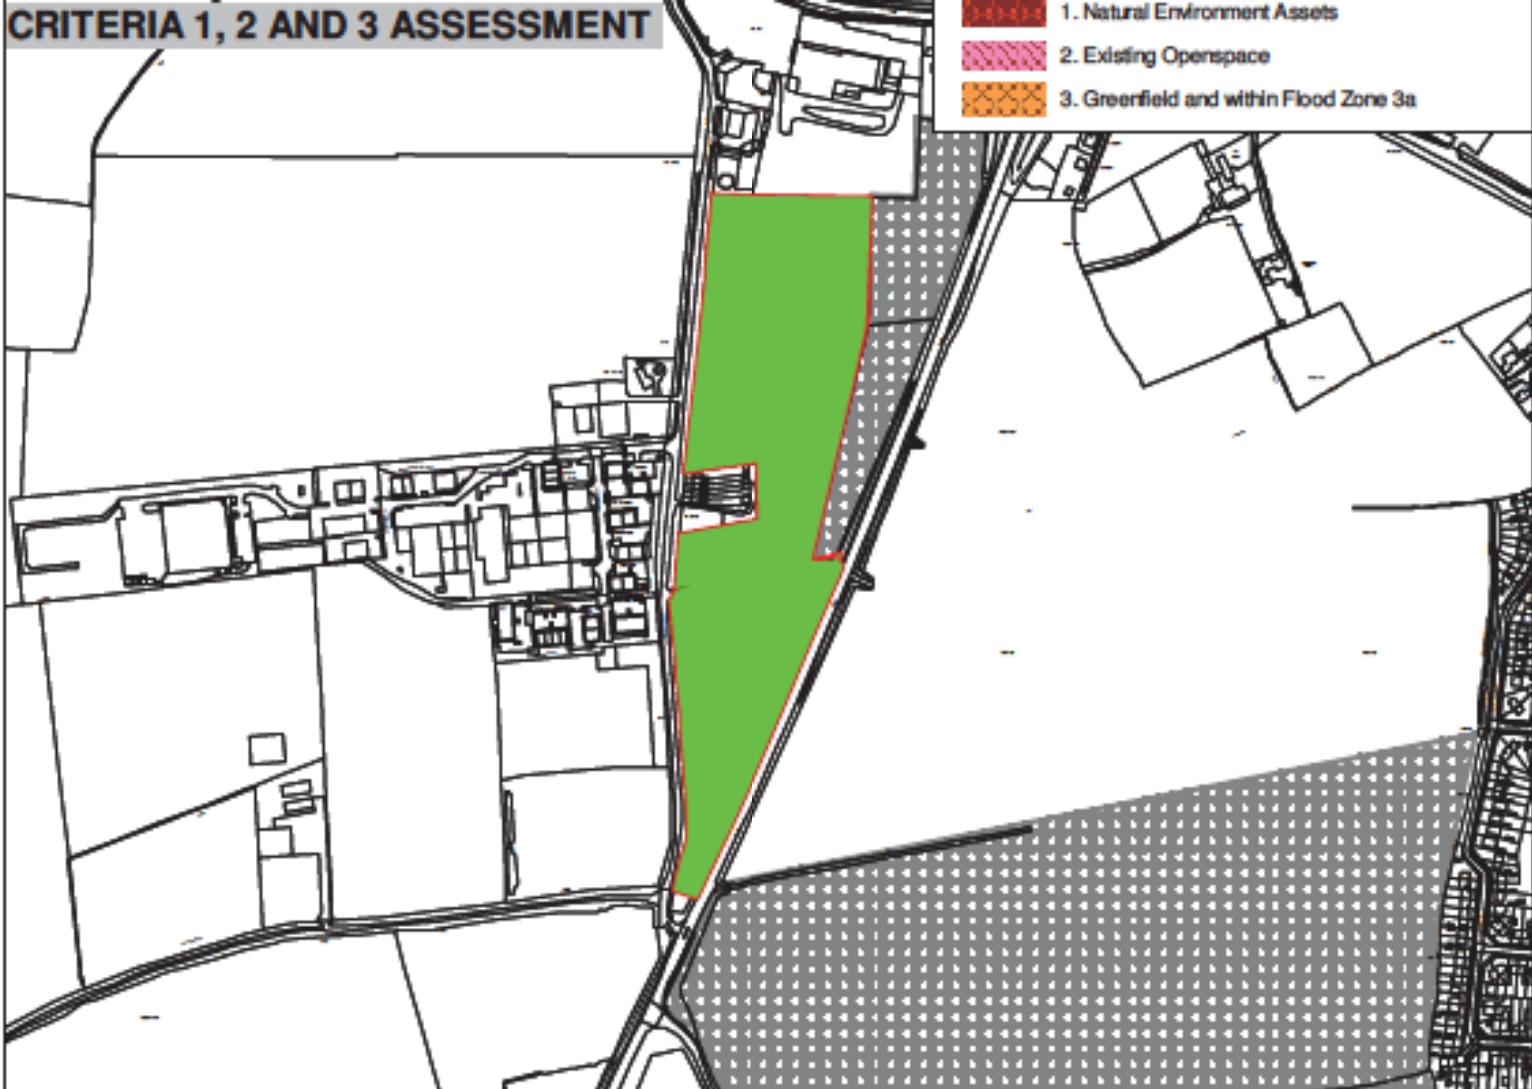 CRITERIA 1, 2 AND 3 ASSESSMENT
1. Natural Environment Assets
2. Existing Openspace
3. Greenfield and within Flood Zone 3a